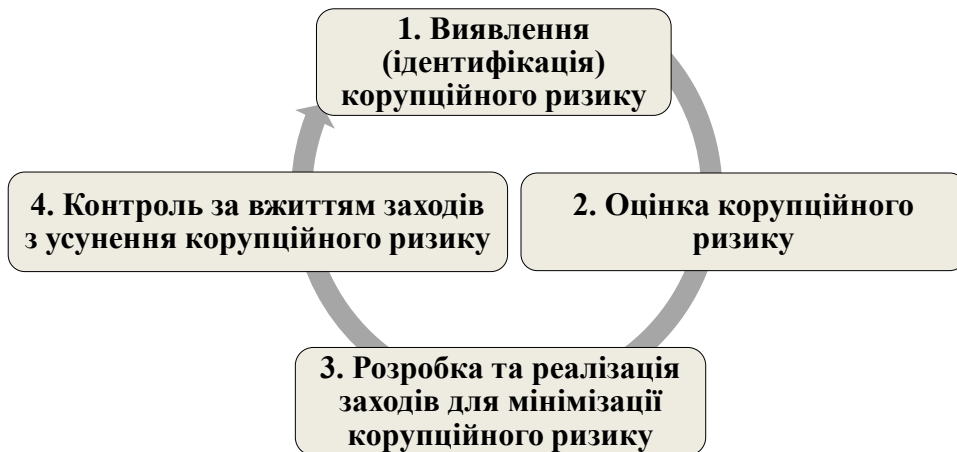 1. Виявлення
(ідентифікація)
корупційного ризику
2. Оцінка корупційного
ризику
3. Розробка та реалізація
заходів для мінімізації
корупційного ризику
4. Контроль за вжиттям заходів
з усунення корупційного ризику